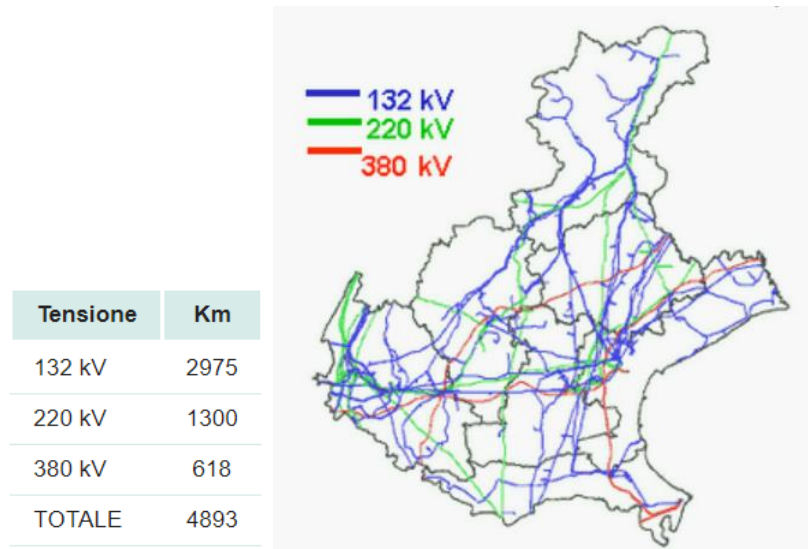 132 kV
220 kV
380 kV
Tensione Km
132 kV 2975
220 kV 1300
380 kV 618
TOTALE 4893